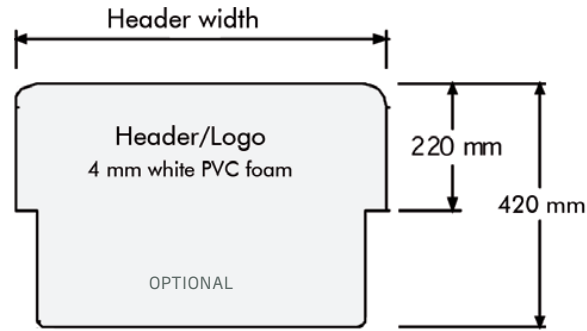 Header width
Header/Logo
4 mm white PVC foam
220 mm
420 mm
OPTIONAL